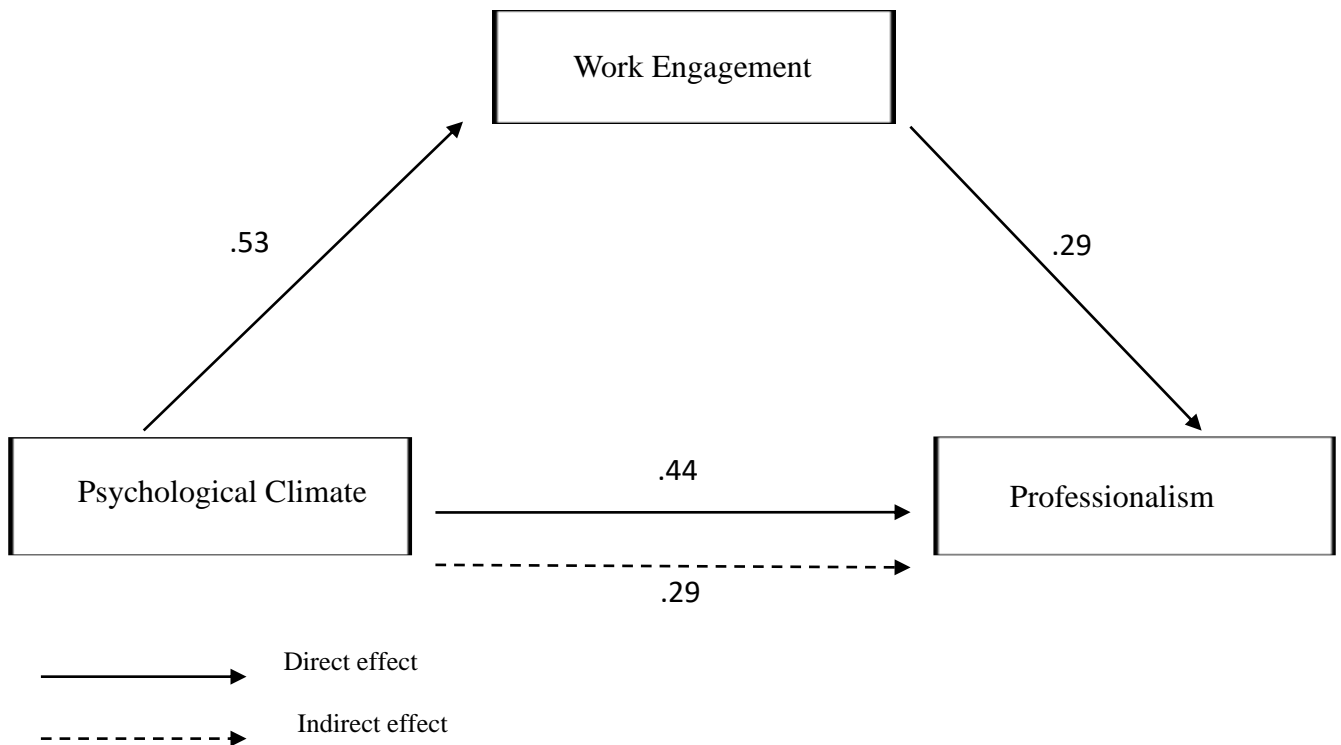 Work Engagement
.53
.29
Psychological Climate
.44
Professionalism
.29
Direct effect
Indirect effect